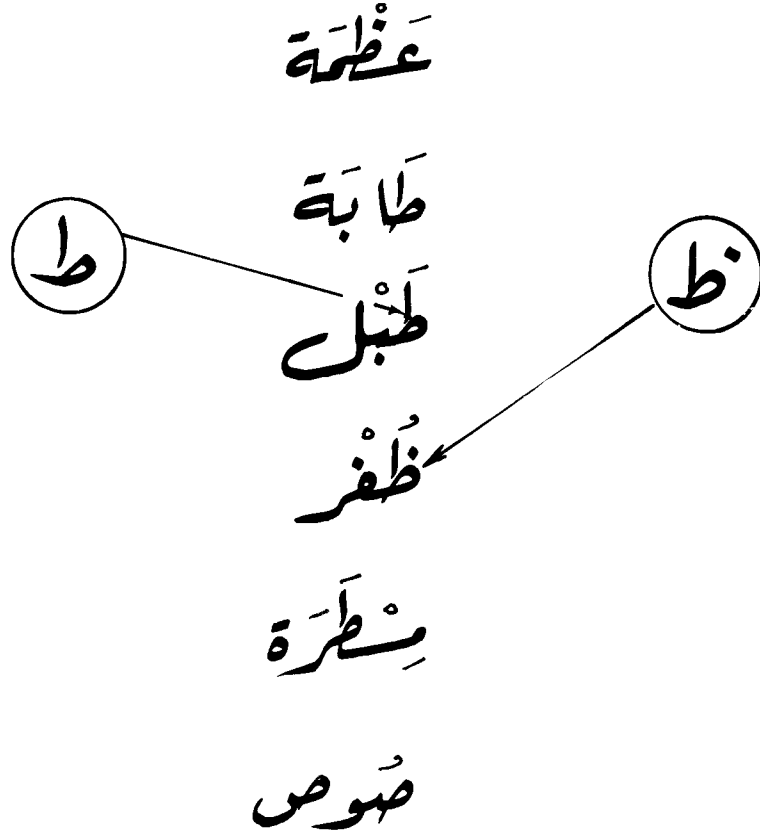 عَظْمَة
طَابَة
ط
ظ
طَبْل
ظُفْر
مِسْطَرَة
صُوص